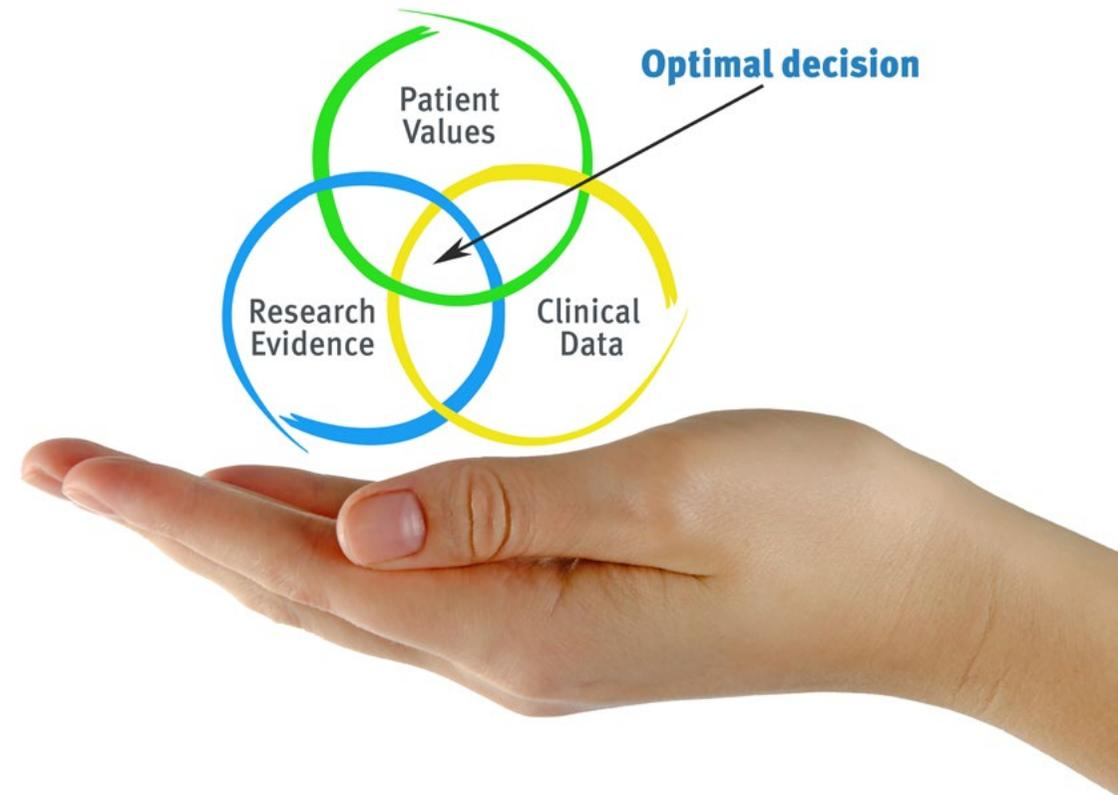 Optimal decision
Patient
Values
Research
Evidence
Clinical
Data